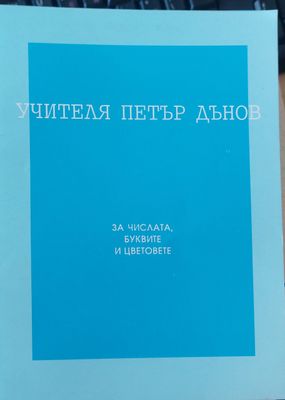 УЧИТЕЛЯ ПЕТЪР ДЪНОВ
ЗА ЧИСЛАТА,
БУКВИТЕ
И ЦВЕТОВЕТЕ